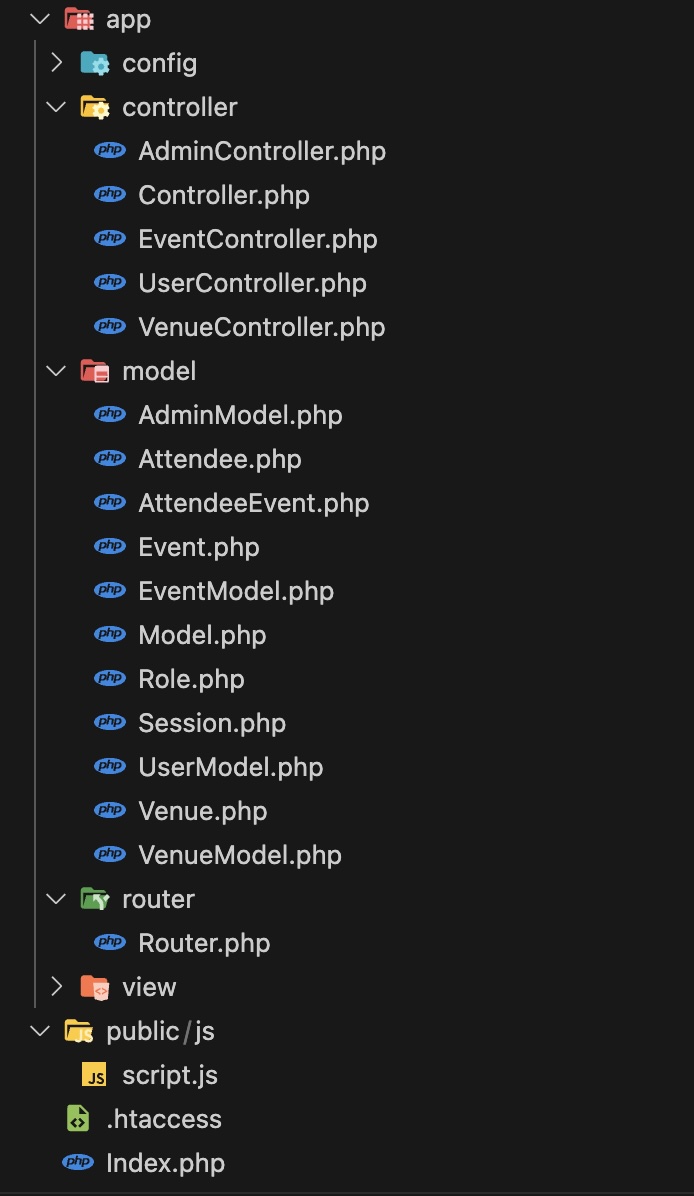 app
config
controller
php AdminController.php
php Controller.php
php EventController.php
php UserController.php
php VenueController.php
model
php AdminModel.php
php Attendee.php
php AttendeeEvent.php
php Event.php
php EventModel.php
php Model.php
php Role.php
php Session.php
php UserModel.php
php Venue.php
php VenueModel.php
router
php Router.php
view
JS public/js
JS script.js
.htaccess
php Index.php